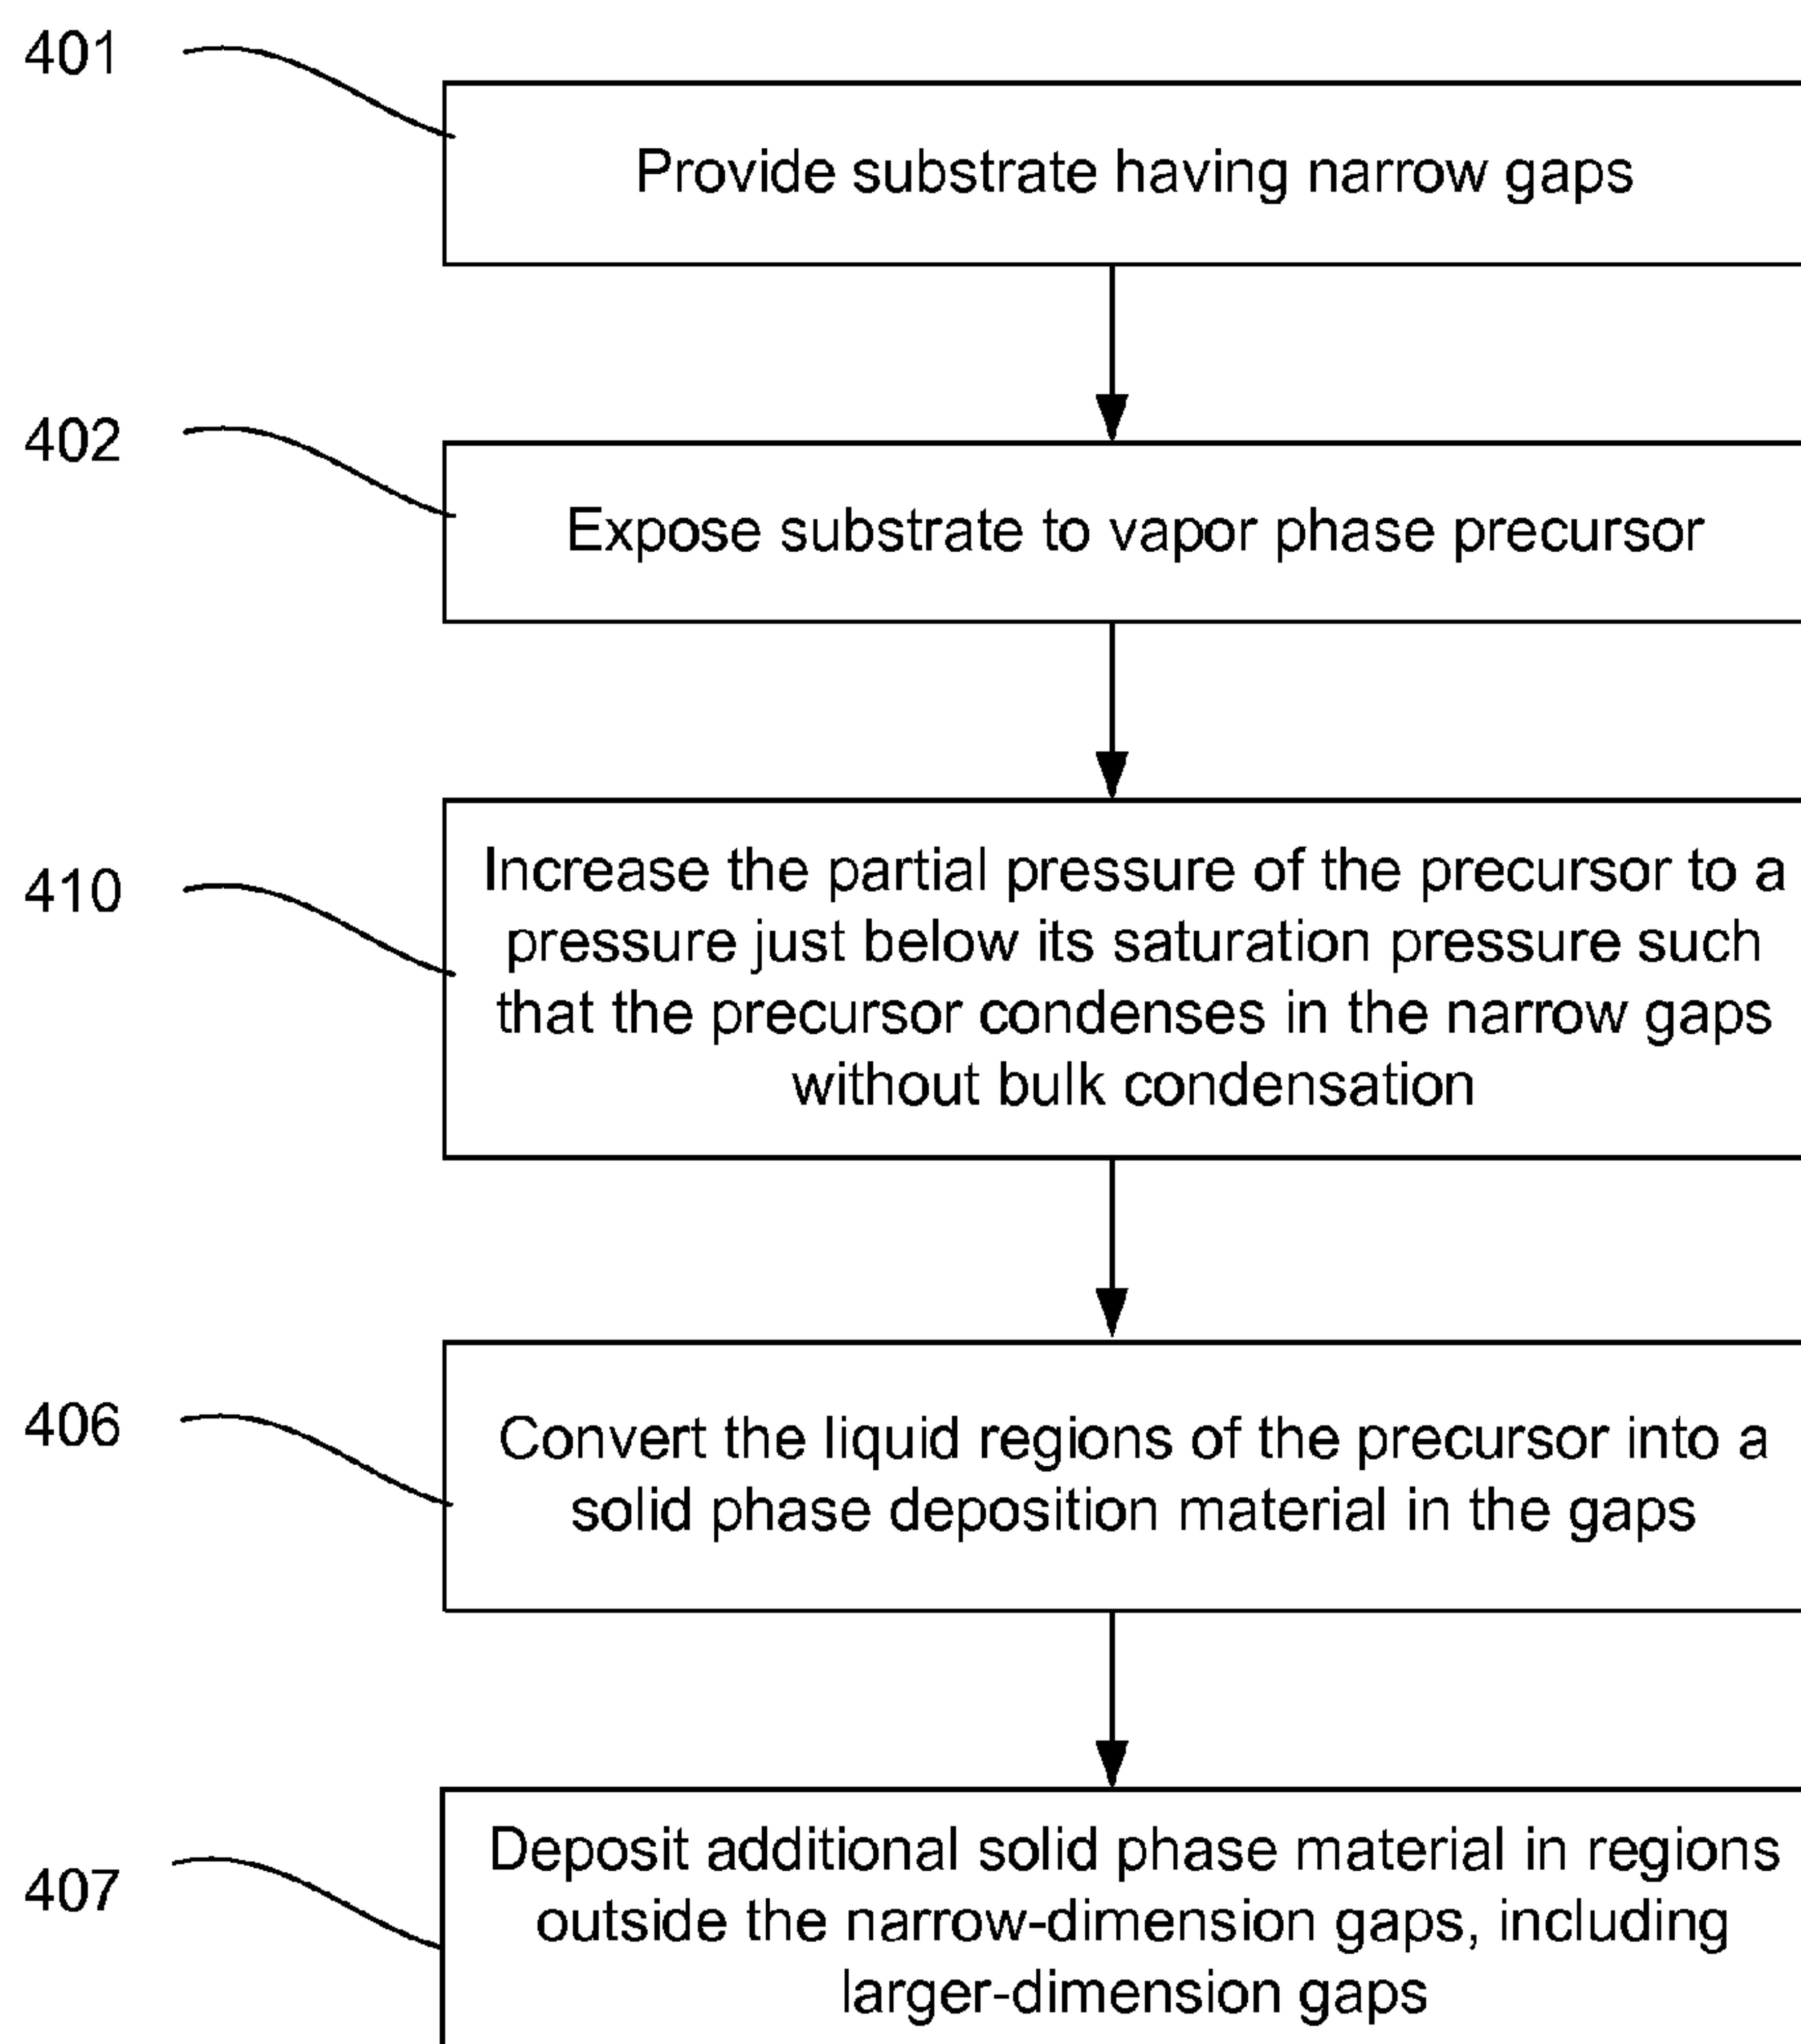 401
Provide substrate having narrow gaps
402
Expose substrate to vapor phase precursor
410
Increase the partial pressure of the precursor to a
pressure just below its saturation pressure such
that the precursor condenses in the narrow gaps
without bulk condensation
406
Convert the liquid regions of the precursor into a
solid phase deposition material in the gaps
407
Deposit additional solid phase material in regions
outside the narrow-dimension gaps, including
larger-dimension gaps